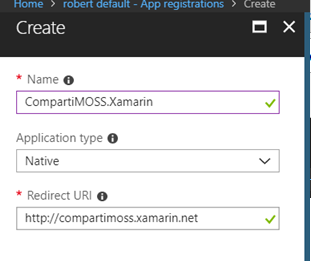 Home > robert default - App registrations > Create
Create
* Name
CompartiMOSS.Xamarin
Application type
Native
* Redirect URI
http://compartimoss.xamarin.net